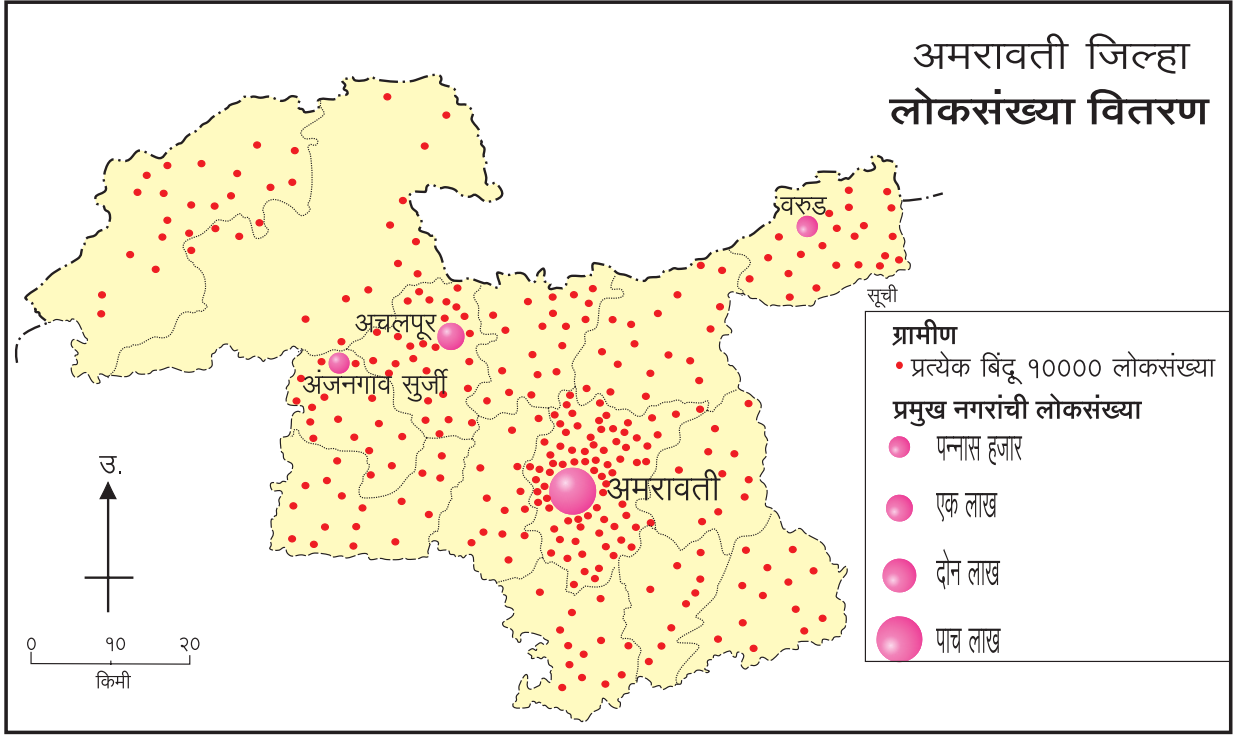 अमरावती जिल्हा
लोकसंख्या वितरण
वरुड
सूची
अचलपूर
अंजनगाव सुर्जी
ग्रामीण
प्रत्येक बिंदू १०००० लोकसंख्या
प्रमुख नगरांची लोकसंख्या
पन्नास हजार
उ.
अमरावती
एक लाख
दोन लाख
पाच लाख
० १० २०
किमी